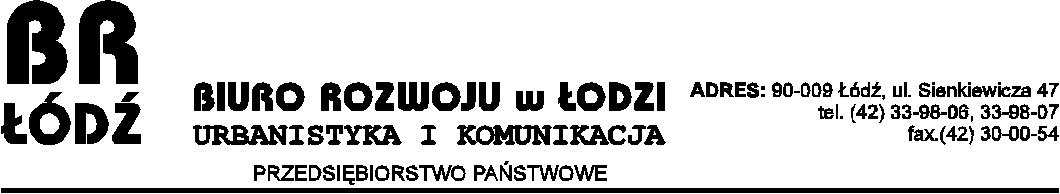 BR
ŁÓDŹ
BIURO ROZWOJU w ŁODZI
URBANISTYKA I KOMUNIKACJA
PRZEDSIĘBIORSTWO PAŃSTWOWE
ADRES: 90-009 Łódź, ul. Sienkiewicza 47
tel. (42) 33-98-06, 33-98-07
fax.(42) 30-00-54